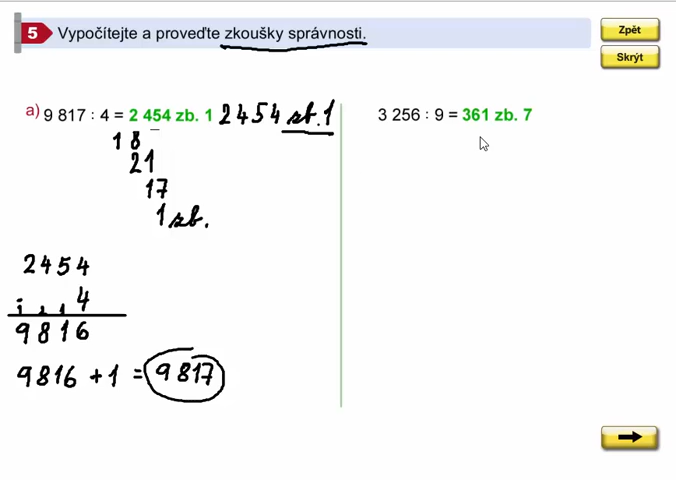 5 Vypočítejte a proveďte zkoušky správnosti.
Zpět
Skrýt
a) 9 817 : 4 = 2 454 zb. 1 2454 zb.1
18
21
17
1 zb.
2454
4
9816
9816 + 1 = 9817
3 256 : 9 = 361 zb. 7